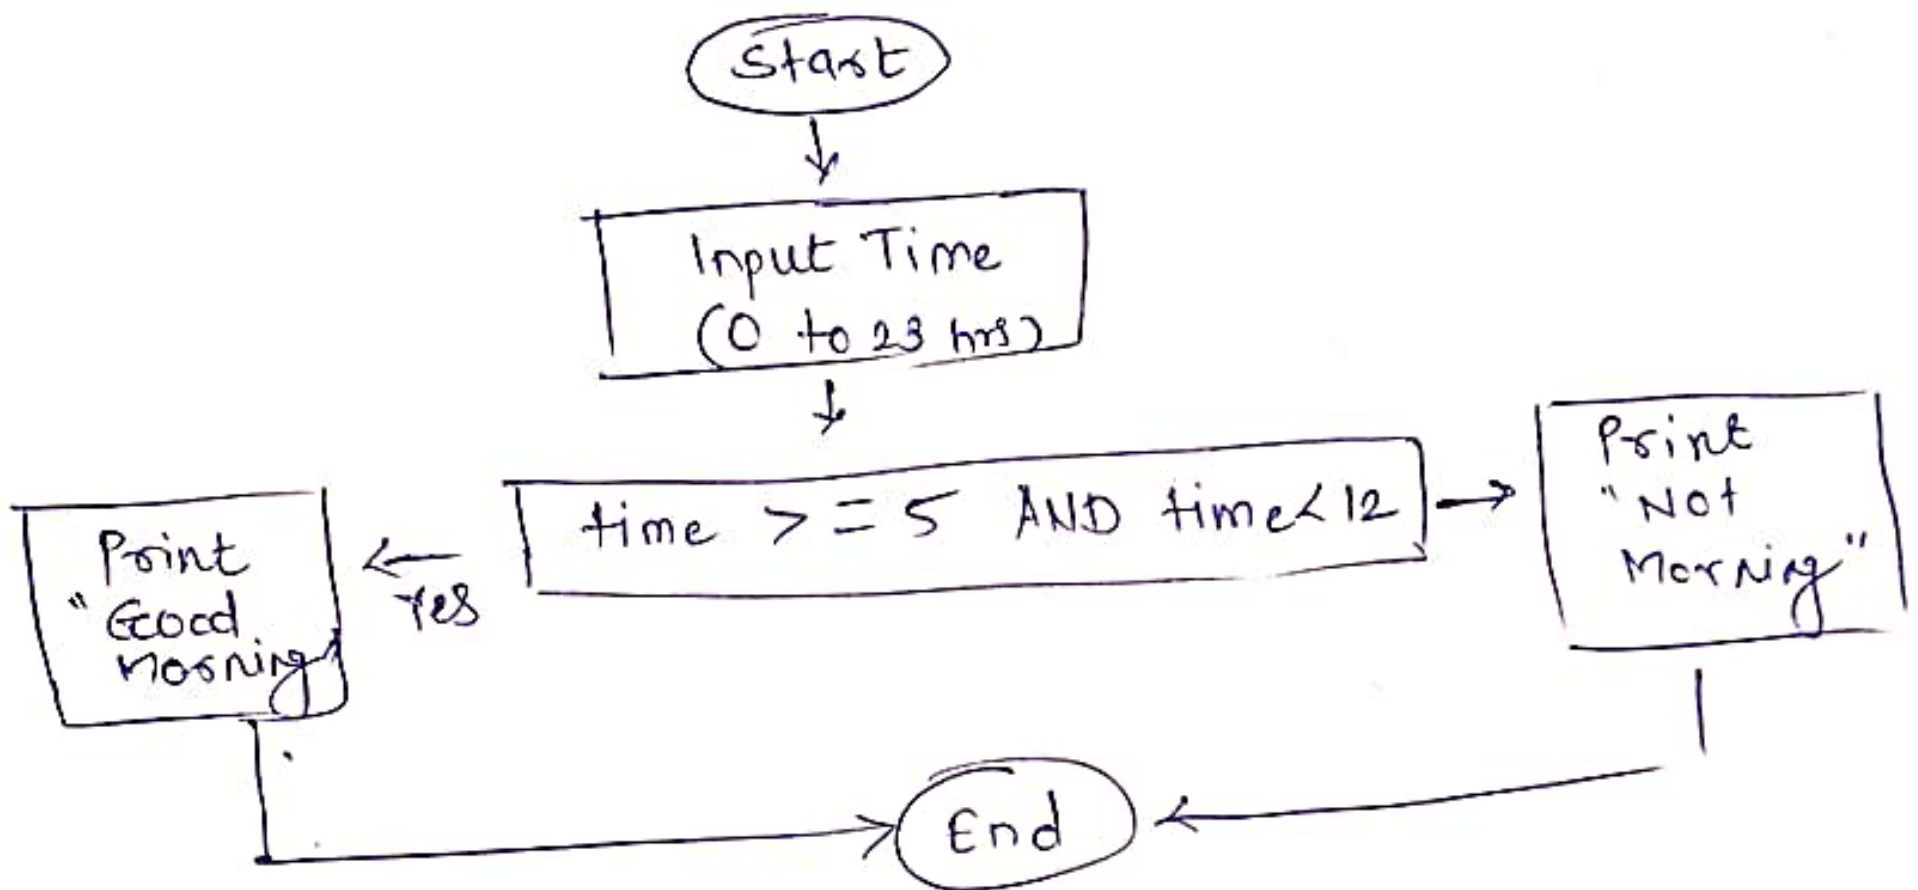 Start
Input Time
(0 to 23 hrs)
time >= 5 AND time<12
Yes
Print
"Good
Morning"
Print
"Not
Morning"
End